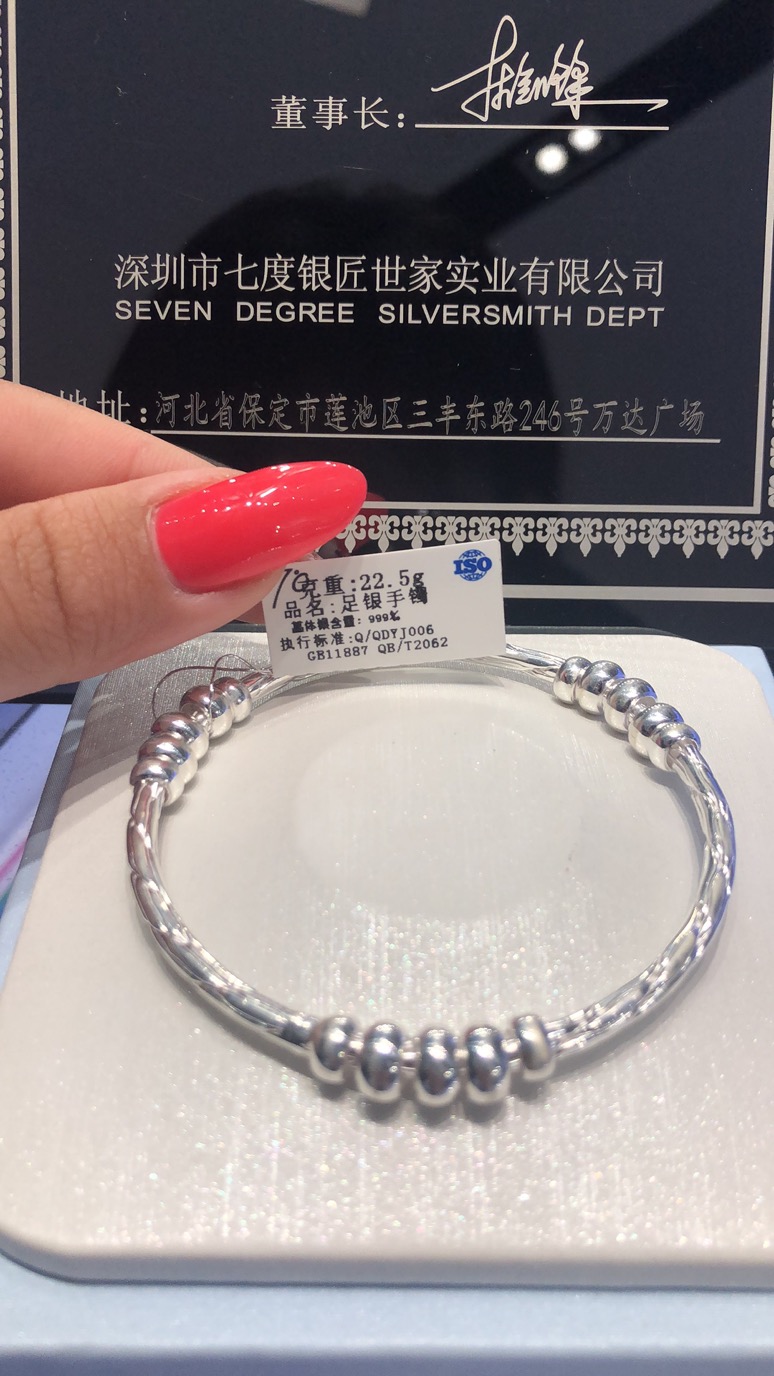 董事长：
深圳市七度银匠世家实业有限公司
SEVEN DEGREE SILVERSMITH DEPT
地址：河北省保定市莲池区三丰东路246号万达广场
ISO
克重:22.5g
品名:足银手镯
基体银含量: 999‰
执行标准:Q/QDYJ006
GB11887 QB/T2062